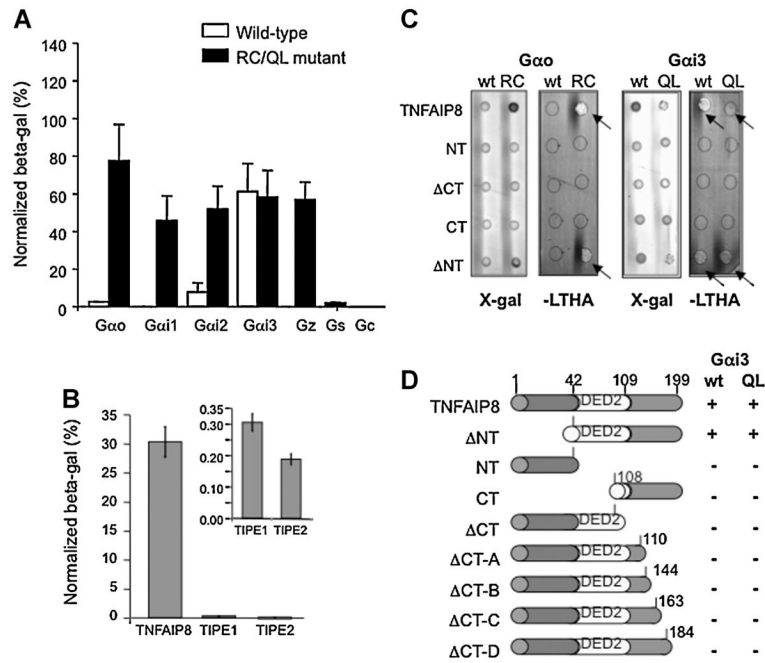 A
Normalized beta-gal (%)
140
120
100
80
60
40
20
0
Wild-type
RC/QL mutant
Gαo Gαi1 Gαi2 Gαi3 Gz Gs Gc
B
Normalized beta-gal (%)
35
30
25
20
15
10
5
0
TNFAIP8 TIPE1 TIPE2
0.35
0.30
0.20
0.20
0.10
0.00
TIPE1 TIPE2
C
Gαo Gαi3
wt RC wt RC wt QL wt QL
TNFAIP8
NT
ΔCT
CT
ΔNT
X-gal -LTHA X-gal -LTHA
D
Gαi3
1 42 109 199 wt QL
TNFAIP8 DED2 + +
ΔNT DED2 + +
NT - -
108
CT - -
ΔCT DED2 - -
110
ΔCT-A DED2 - -
144
ΔCT-B DED2 - -
163
ΔCT-C DED2 - -
184
ΔCT-D DED2 - -